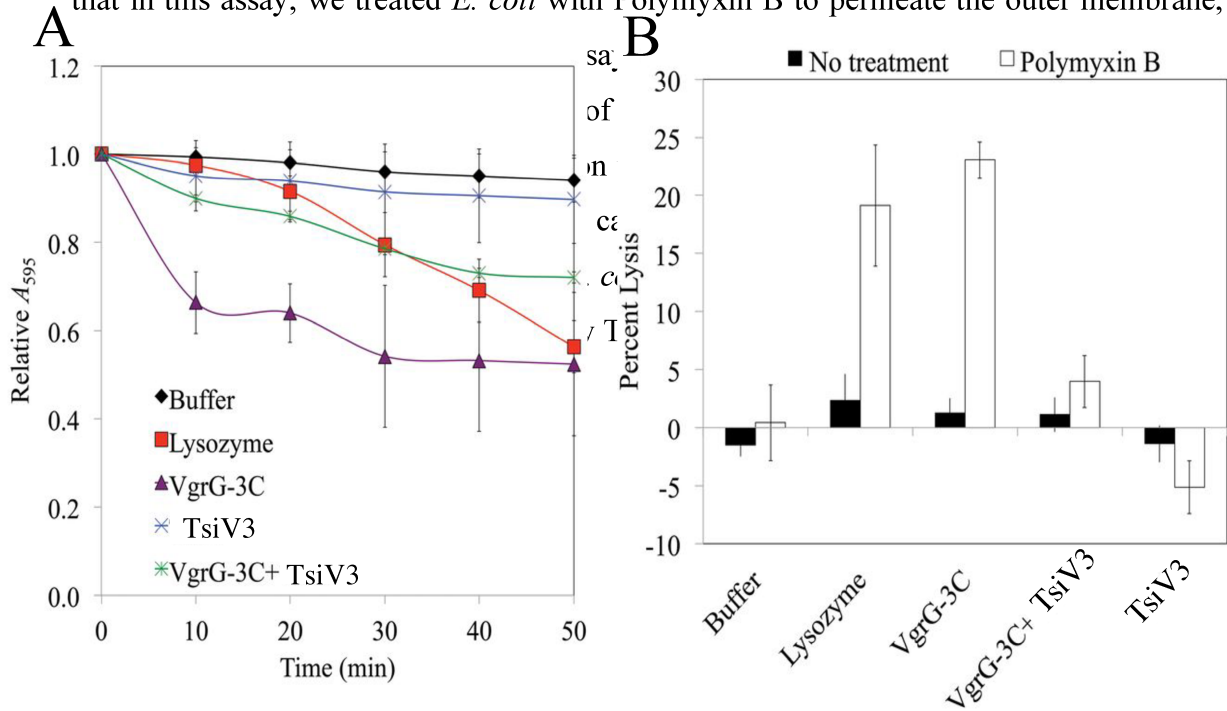 that in this assay, we treated E. coli with Polymyxin B to permeate the outer membrane,
A
1.2
1.0
0.8
0.6
0.4
0.2
0.0
Relative A595
Buffer
Lysozyme
VgrG-3C
TsiV3
VgrG-3C+ TsiV3
0 10 20 30 40 50
Time (min)
of
on
B
No treatment
Polymyxin B
30
25
20
15
10
5
0
-5
-10
Percent Lysis
Buffer
Lysozyme
VgrG-3C
VgrG-3C+ TsiV3
TsiV3